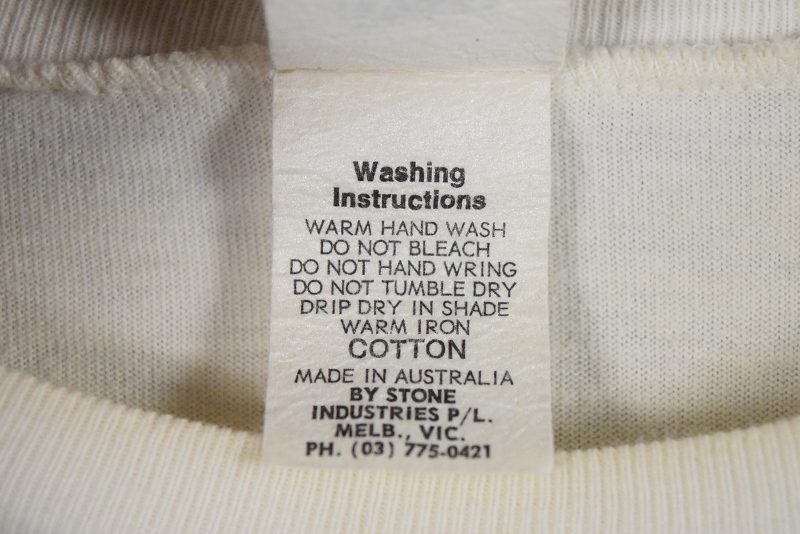 Washing
Instructions
WARM HAND WASH
DO NOT BLEACH
DO NOT HAND WRING
DO NOT TUMBLE DRY
DRIP DRY IN SHADE
WARM IRON
COTTON
MADE IN AUSTRALIA
BY STONE
INDUSTRIES P/L.
MELB., VIC.
PH. (03) 775-0421